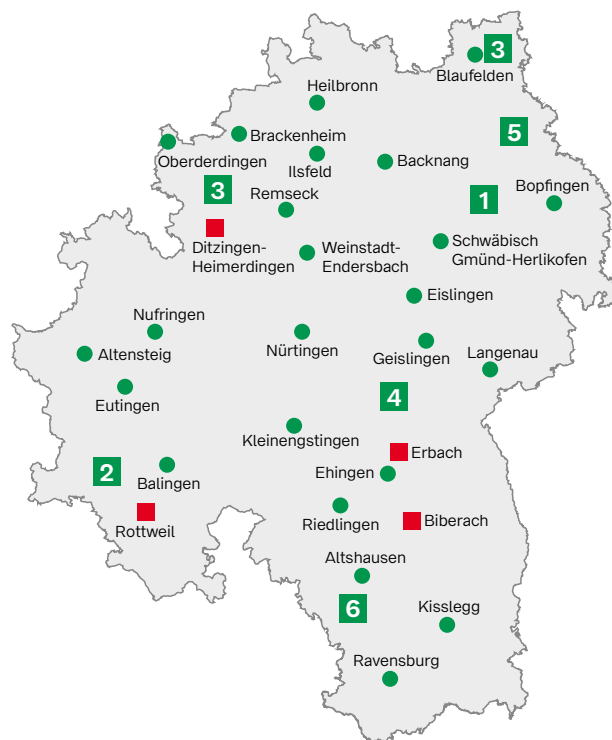 3
Blaufelden
Heilbronn
5
Brackenheim
Oberderdingen
Ilsfeld
Backnang
3
Remseck
1
Bopfingen
Ditzingen-
Heimerdingen
Weinstadt-
Endersbach
Schwäbisch
Gmünd-Herlikofen
Eislingen
Nufringen
Nürtingen
Geislingen
Langenau
Altensteig
Eutingen
4
Kleinengstingen
Erbach
2
Balingen
Ehingen
Rottweil
Riedlingen
Biberach
Altshausen
6
Kisslegg
Ravensburg